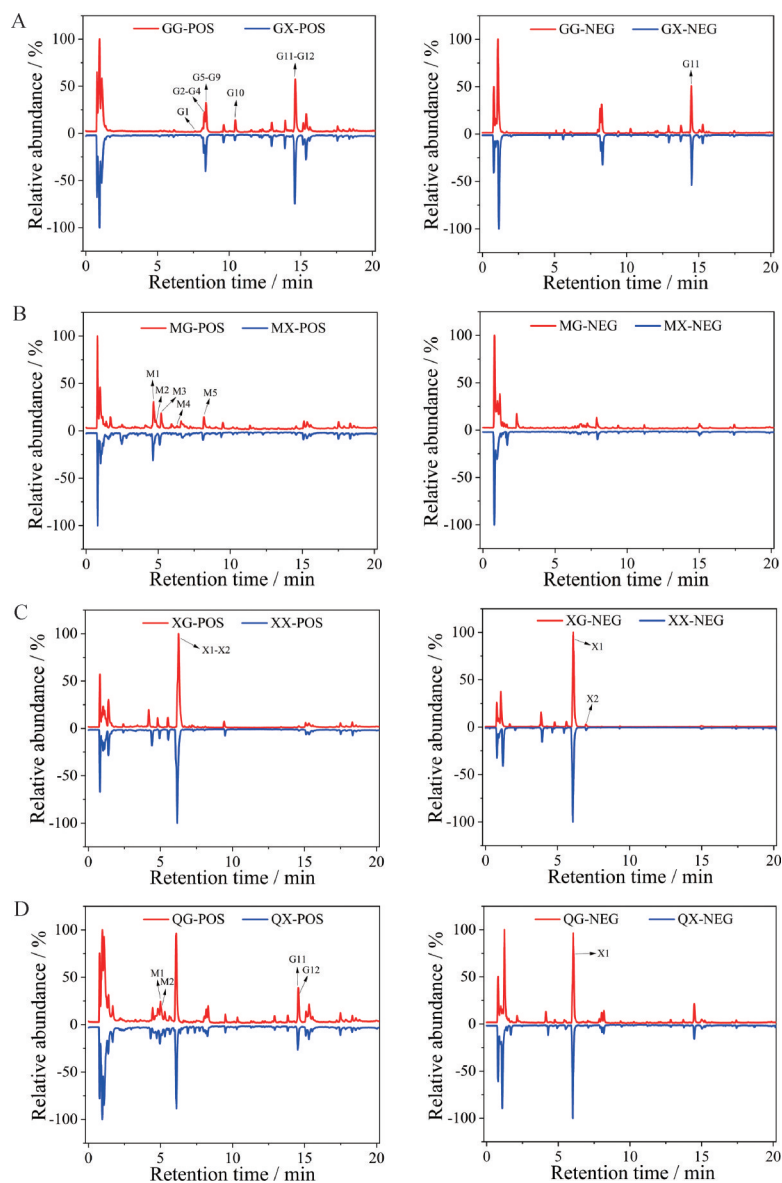 A
GG-POS GX-POS
GG-NEG GX-NEG
Relative abundance / %
100
50
0
-50
-100
G1
G2-G4
G5-G9
G10
G11-G12
0 5 10 15 20
Retention time / min
Relative abundance / %
100
50
0
-50
-100
G11
5 10 15 20
Retention time / min
B
MG-POS MX-POS
MG-NEG MX-NEG
Relative abundance / %
100
50
0
-50
-100
M1
M2
M3
M4
M5
0 5 10 15 20
Retention time / min
Relative abundance / %
100
50
0
-50
-100
5 10 15 20
Retention time / min
C
XG-POS XX-POS
XG-NEG XX-NEG
Relative abundance / %
100
50
0
-50
-100
X1-X2
0 5 10 15 20
Retention time / min
Relative abundance / %
100
50
0
-50
-100
X1
X2
0 5 10 15 20
Retention time / min
D
QG-POS QX-POS
QG-NEG QX-NEG
Relative abundance / %
100
50
0
-50
-100
M1
M2
G11
G12
0 5 10 15 20
Retention time / min
Relative abundance / %
100
50
0
-50
-100
X1
0 5 10 15 20
Retention time / min